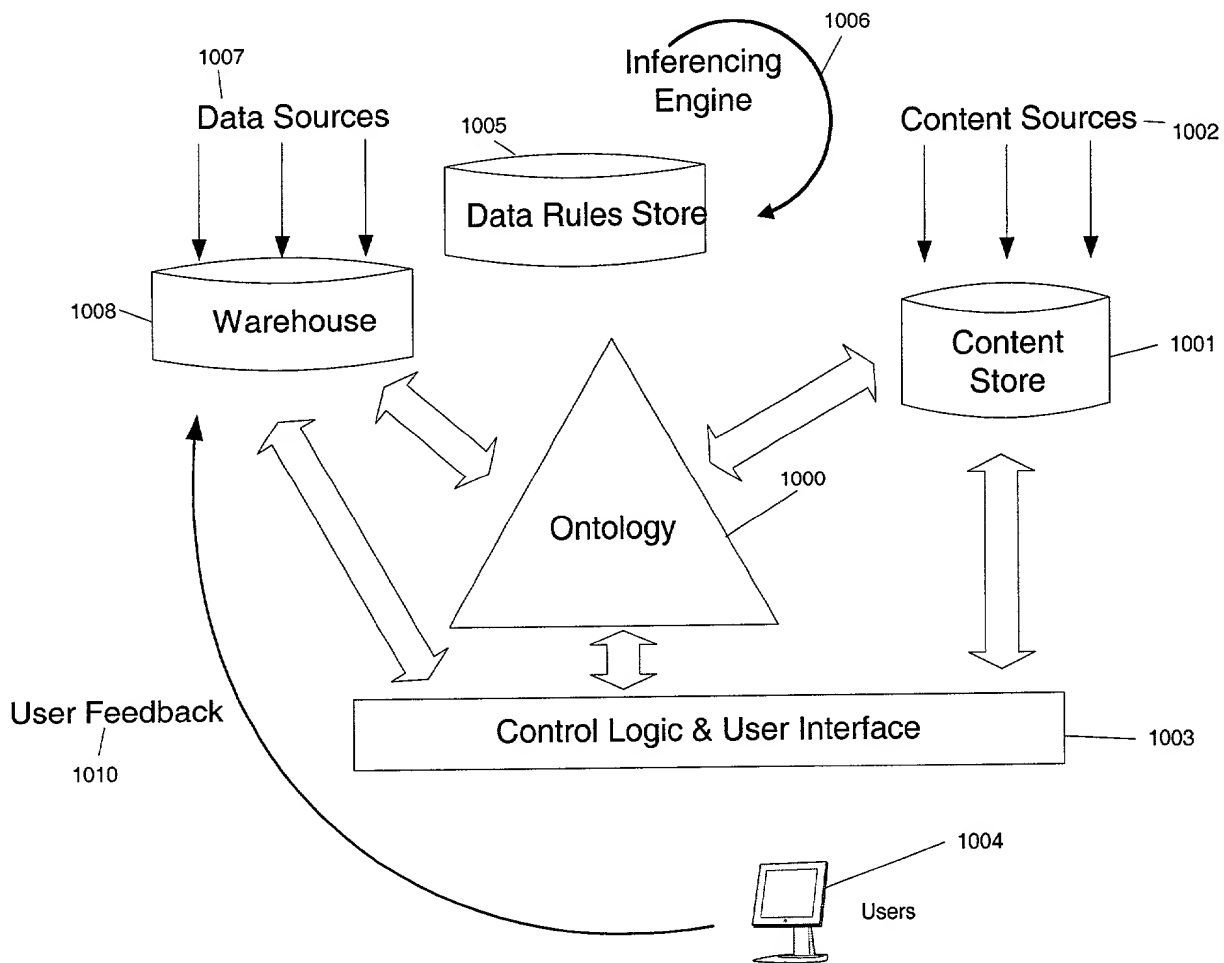 1006
1007
Inferencing
Engine
Data Sources
Content Sources
1002
1005
Data Rules Store
1008
Warehouse
Content
Store
1001
1000
Ontology
User Feedback
1010
Control Logic & User Interface
1003
1004
Users